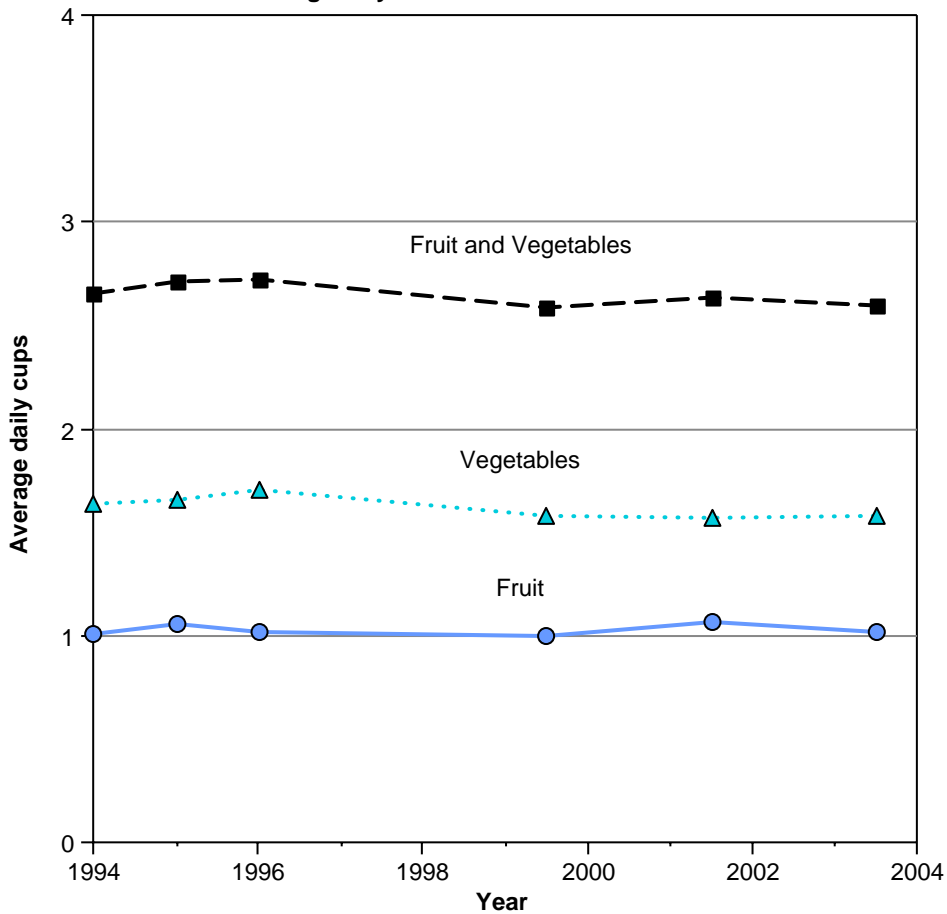 4
3
Fruit and Vegetables
2
Vegetables
Fruit
1
0
1994 1996 1998 2000 2002 2004
Year
Average daily cups